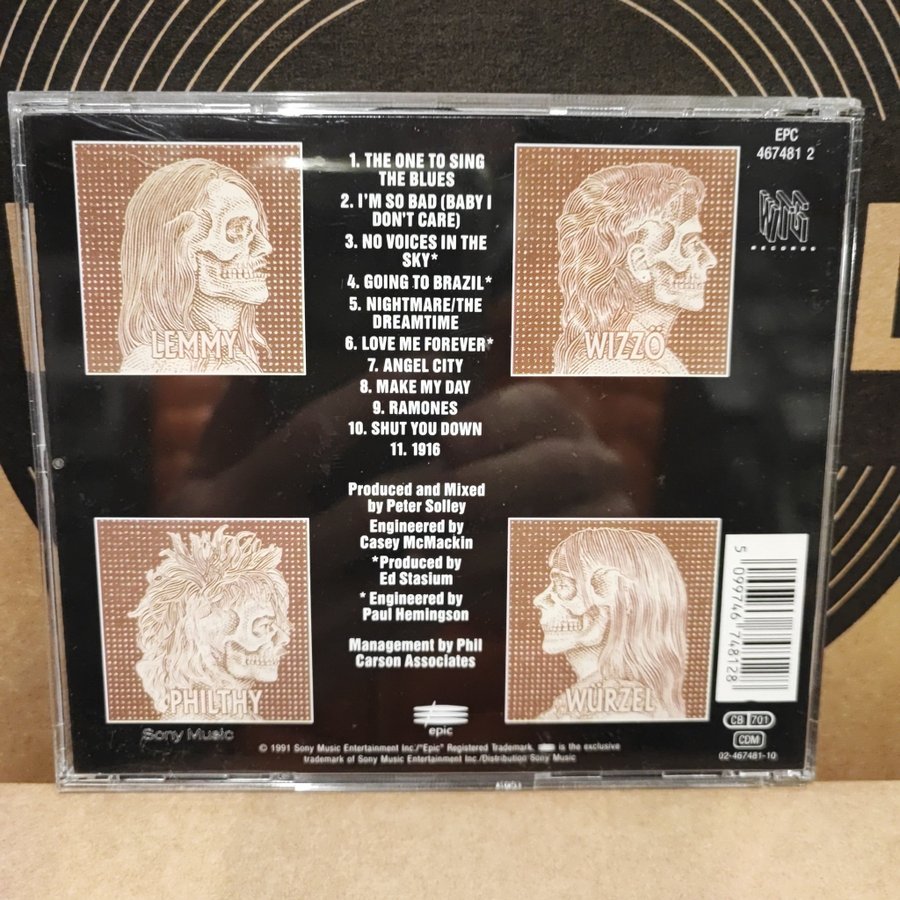 EPC
467481 2
WTG
1. THE ONE TO SING
THE BLUES
2. I'M SO BAD (BABY I
DON'T CARE)
3. NO VOICES IN THE
SKY*
4. GOING TO BRAZIL*
5. NIGHTMARE/THE
DREAMTIME
6. LOVE ME FOREVER*
7. ANGEL CITY
8. MAKE MY DAY
9. RAMONES
10. SHUT YOU DOWN
11. 1916
LEMMY
WIZZÖ
Produced and Mixed
by Peter Solley
Engineered by
Casey McMackin
*Produced by
Ed Stasium
* Engineered by
Paul Hemingson
Management by Phil
Carson Associates
PHILTHY
WÜRZEL
5 099746 748128
epic
Sony Music
CB 701
CDM
02-467481-10
© 1991 Sony Music Entertainment Inc./"Epic" Registered Trademark. is the exclusive
trademark of Sony Music Entertainment Inc./Distribution Sony Music